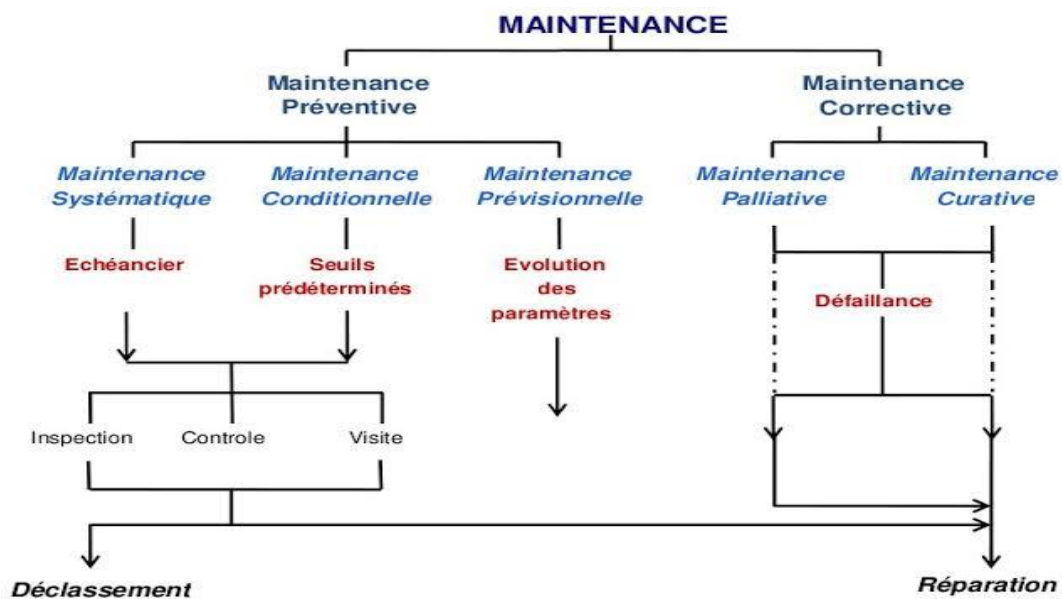 MAINTENANCE
Maintenance
Préventive
Maintenance
Corrective
Maintenance
Systématique
Maintenance
Conditionnelle
Maintenance
Prévisionnelle
Maintenance
Palliative
Maintenance
Curative
Echéancier
Seuils
prédéterminés
Evolution
des
paramètres
Défaillance
Inspection
Controle
Visite
Déclassement
Réparation